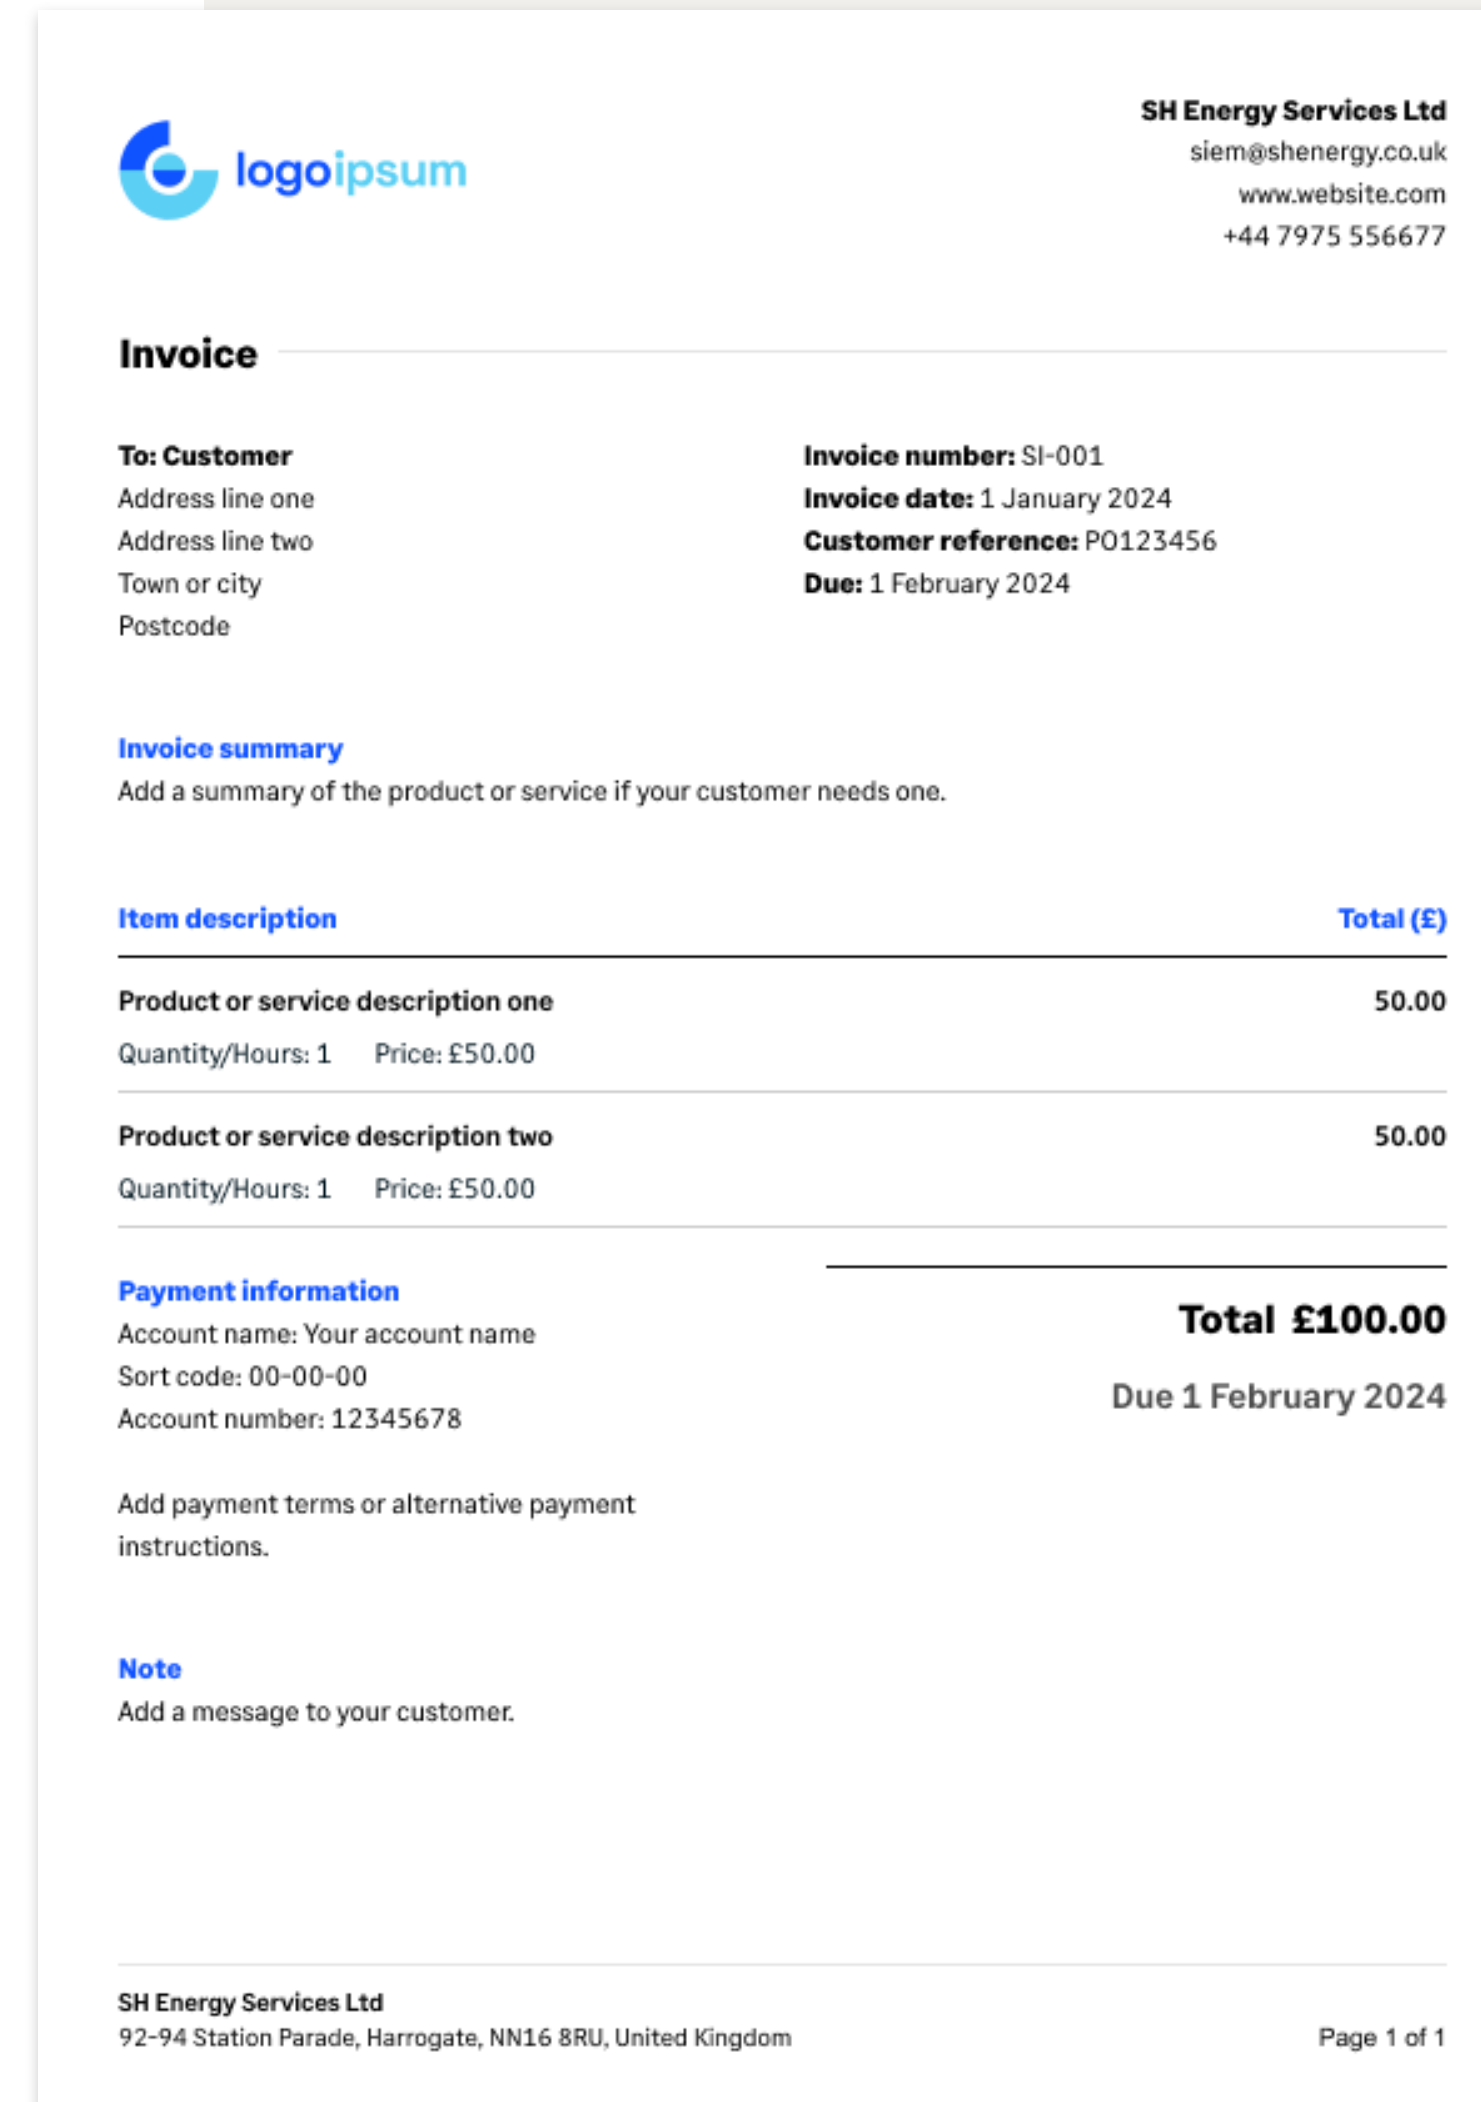 logoipsum
SH Energy Services Ltd
siem@shenergy.co.uk
www.website.com
+44 7975 556677
Invoice
To: Customer
Address line one
Address line two
Town or city
Postcode
Invoice number: SI-001
Invoice date: 1 January 2024
Customer reference: PO123456
Due: 1 February 2024
Invoice summary
Add a summary of the product or service if your customer needs one.
Item description Total (£)
Product or service description one 50.00
Quantity/Hours: 1 Price: £50.00
Product or service description two 50.00
Quantity/Hours: 1 Price: £50.00
Payment information
Account name: Your account name
Sort code: 00-00-00
Account number: 12345678
Add payment terms or alternative payment
instructions.
Total £100.00
Due 1 February 2024
Note
Add a message to your customer.
SH Energy Services Ltd
92-94 Station Parade, Harrogate, NN16 8RU, United Kingdom
Page 1 of 1